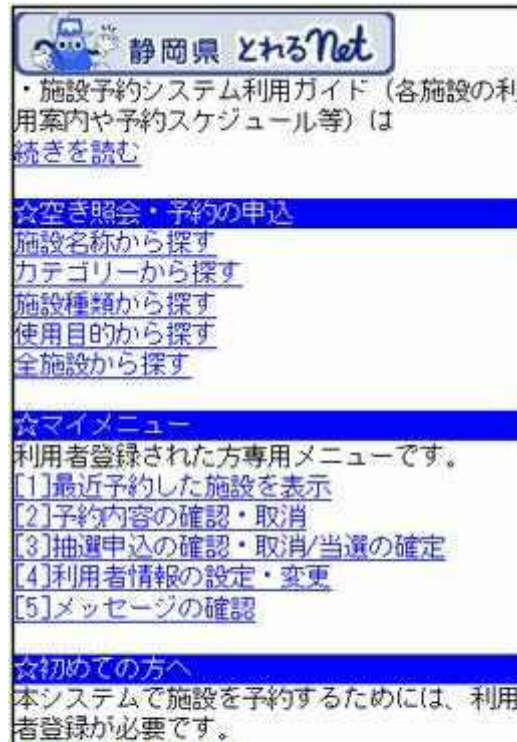 静岡県 とれるNet
・施設予約システム利用ガイド（各施設の利
用案内や予約スケジュール等）は
続きを読む
☆空き照会・予約の申込
施設名称から探す
カテゴリーから探す
施設種類から探す
使用目的から探す
全施設から探す
☆マイメニュー
利用者登録された方専用メニューです。
[1]最近予約した施設を表示
[2]予約内容の確認・取消
[3]抽選申込の確認・取消/当選の確定
[4]利用者情報の設定・変更
[5]メッセージの確認
☆初めての方へ
本システムで施設を予約するためには、利用
者登録が必要です。